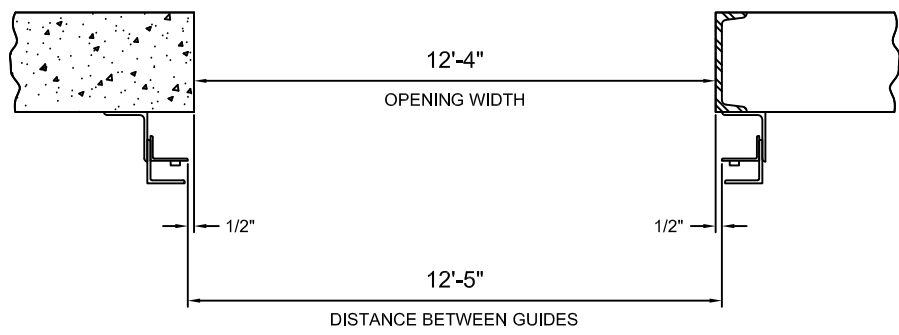 12'-4"
OPENING WIDTH
1/2"
1/2"
12'-5"
DISTANCE BETWEEN GUIDES